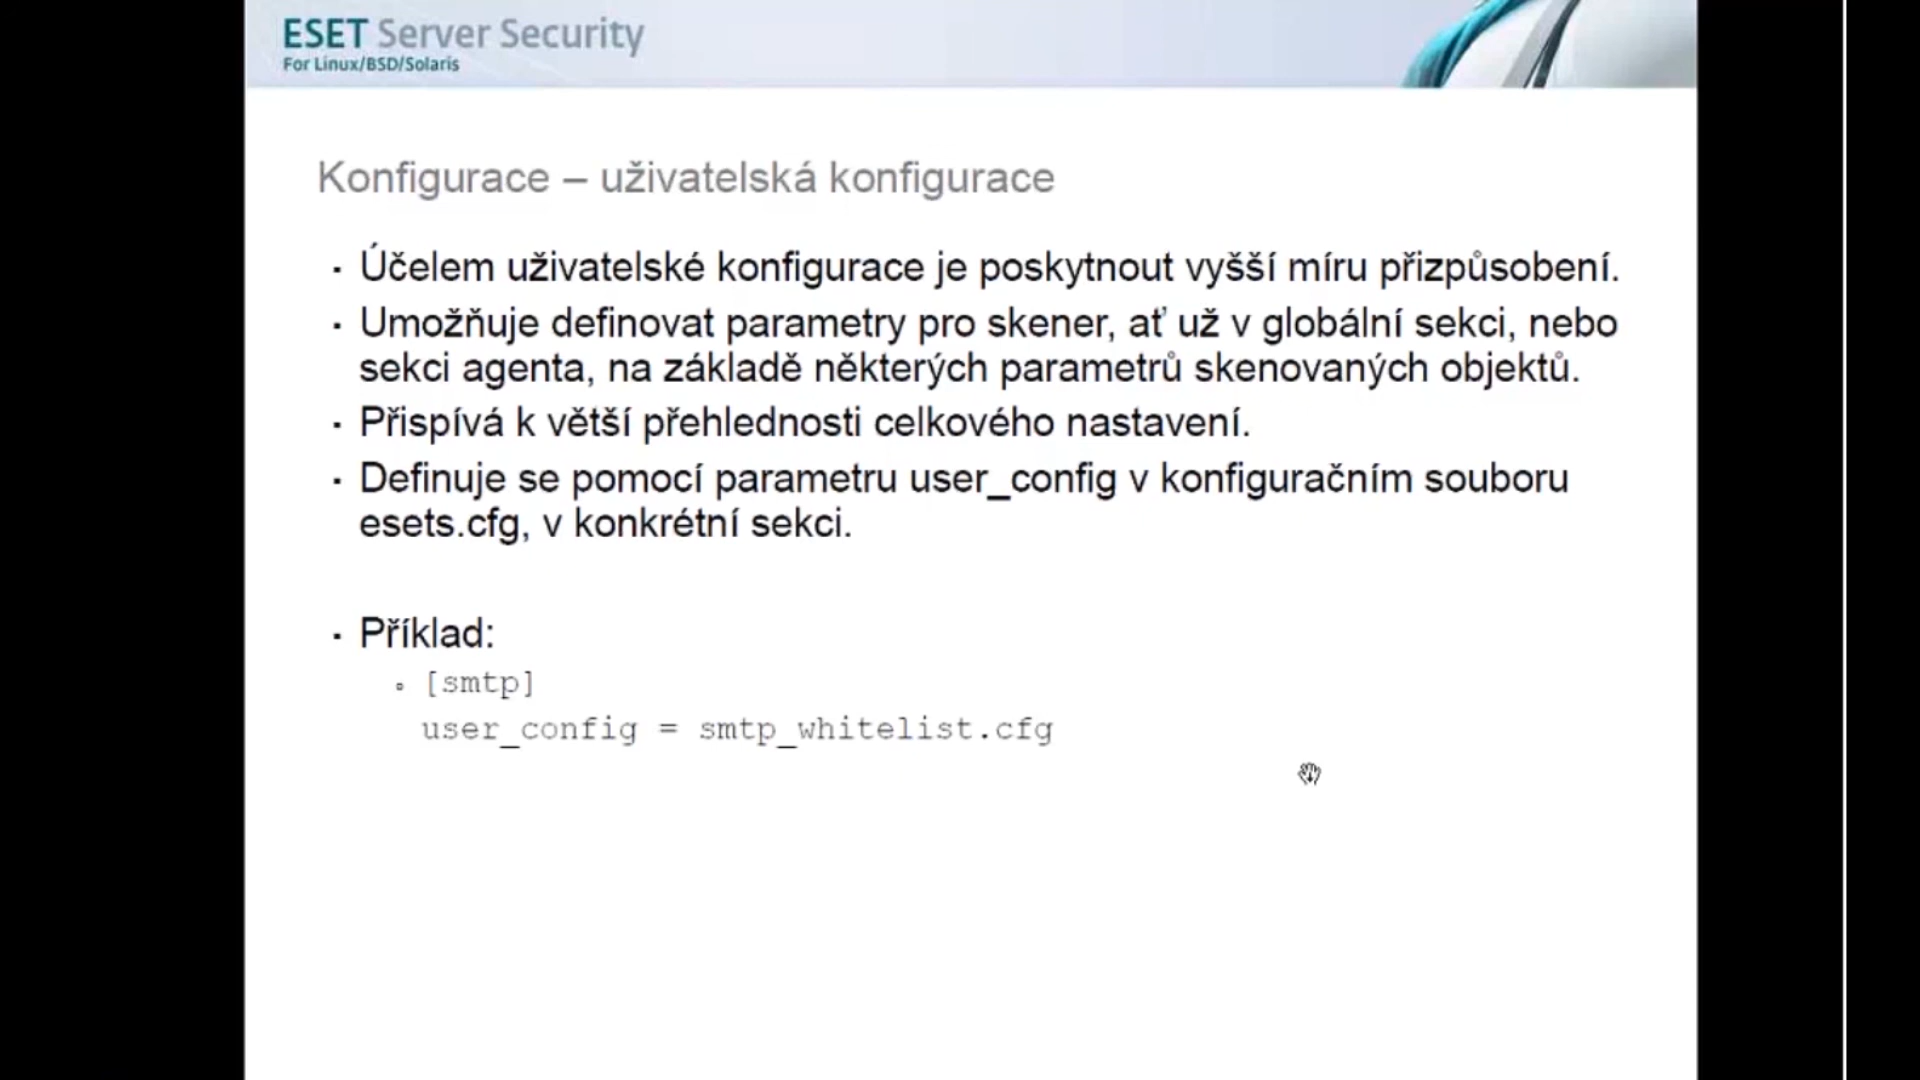 ESET Server Security
For Linux/BSD/Solaris
Konfigurace – uživatelská konfigurace
▪ Účelem uživatelské konfigurace je poskytnout vyšší míru přizpůsobení.
▪ Umožňuje definovat parametry pro skener, ať už v globální sekci, nebo
sekci agenta, na základě některých parametrů skenovaných objektů.
▪ Přispívá k větší přehlednosti celkového nastavení.
▪ Definuje se pomocí parametru user_config v konfiguračním souboru
esets.cfg, v konkrétní sekci.
▪ Příklad:
▫ [smtp]
user_config = smtp_whitelist.cfg